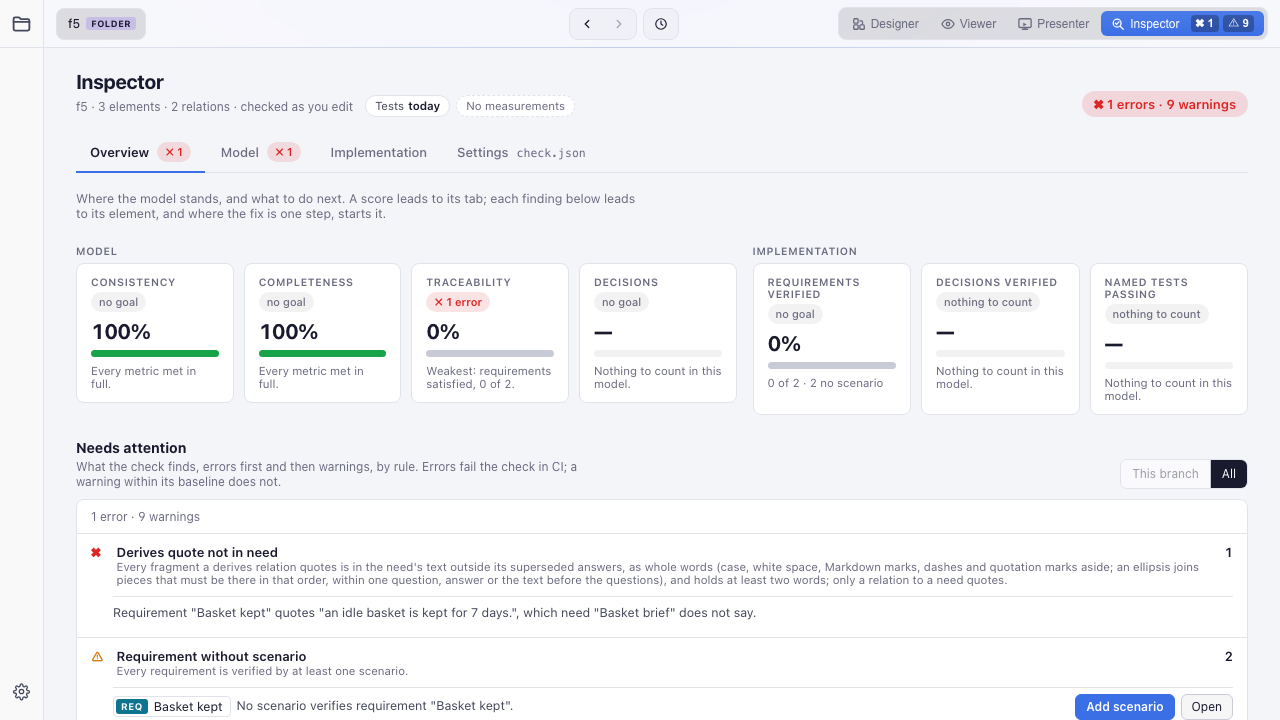 f5 FOLDER
Designer Viewer Presenter Inspector ✖ 1 ⚠ 9
Inspector
f5 · 3 elements · 2 relations · checked as you edit Tests today No measurements
✖ 1 errors · 9 warnings
Overview ✕ 1 Model ✕ 1 Implementation Settings check.json
Where the model stands, and what to do next. A score leads to its tab; each finding below leads
to its element, and where the fix is one step, starts it.
MODEL
CONSISTENCY
no goal
100%
Every metric met in
full.
COMPLETENESS
no goal
100%
Every metric met in
full.
TRACEABILITY
✕ 1 error
0%
Weakest: requirements
satisfied, 0 of 2.
DECISIONS
no goal
—
Nothing to count in this
model.
IMPLEMENTATION
REQUIREMENTS
VERIFIED
no goal
0%
0 of 2 · 2 no scenario
DECISIONS VERIFIED
nothing to count
—
Nothing to count in this
model.
NAMED TESTS
PASSING
nothing to count
—
Nothing to count in this
model.
Needs attention
What the check finds, errors first and then warnings, by rule. Errors fail the check in CI; a
warning within its baseline does not.
This branch All
1 error · 9 warnings
✖ Derives quote not in need 1
Every fragment a derives relation quotes is in the need's text outside its superseded answers, as whole words (case, white space, Markdown marks, dashes and quotation marks aside; an ellipsis joins
pieces that must be there in that order, within one question, answer or the text before the questions), and holds at least two words; only a relation to a need quotes.
Requirement "Basket kept" quotes "an idle basket is kept for 7 days.", which need "Basket brief" does not say.
⚠ Requirement without scenario 2
Every requirement is verified by at least one scenario.
REQ Basket kept No scenario verifies requirement "Basket kept". Add scenario Open